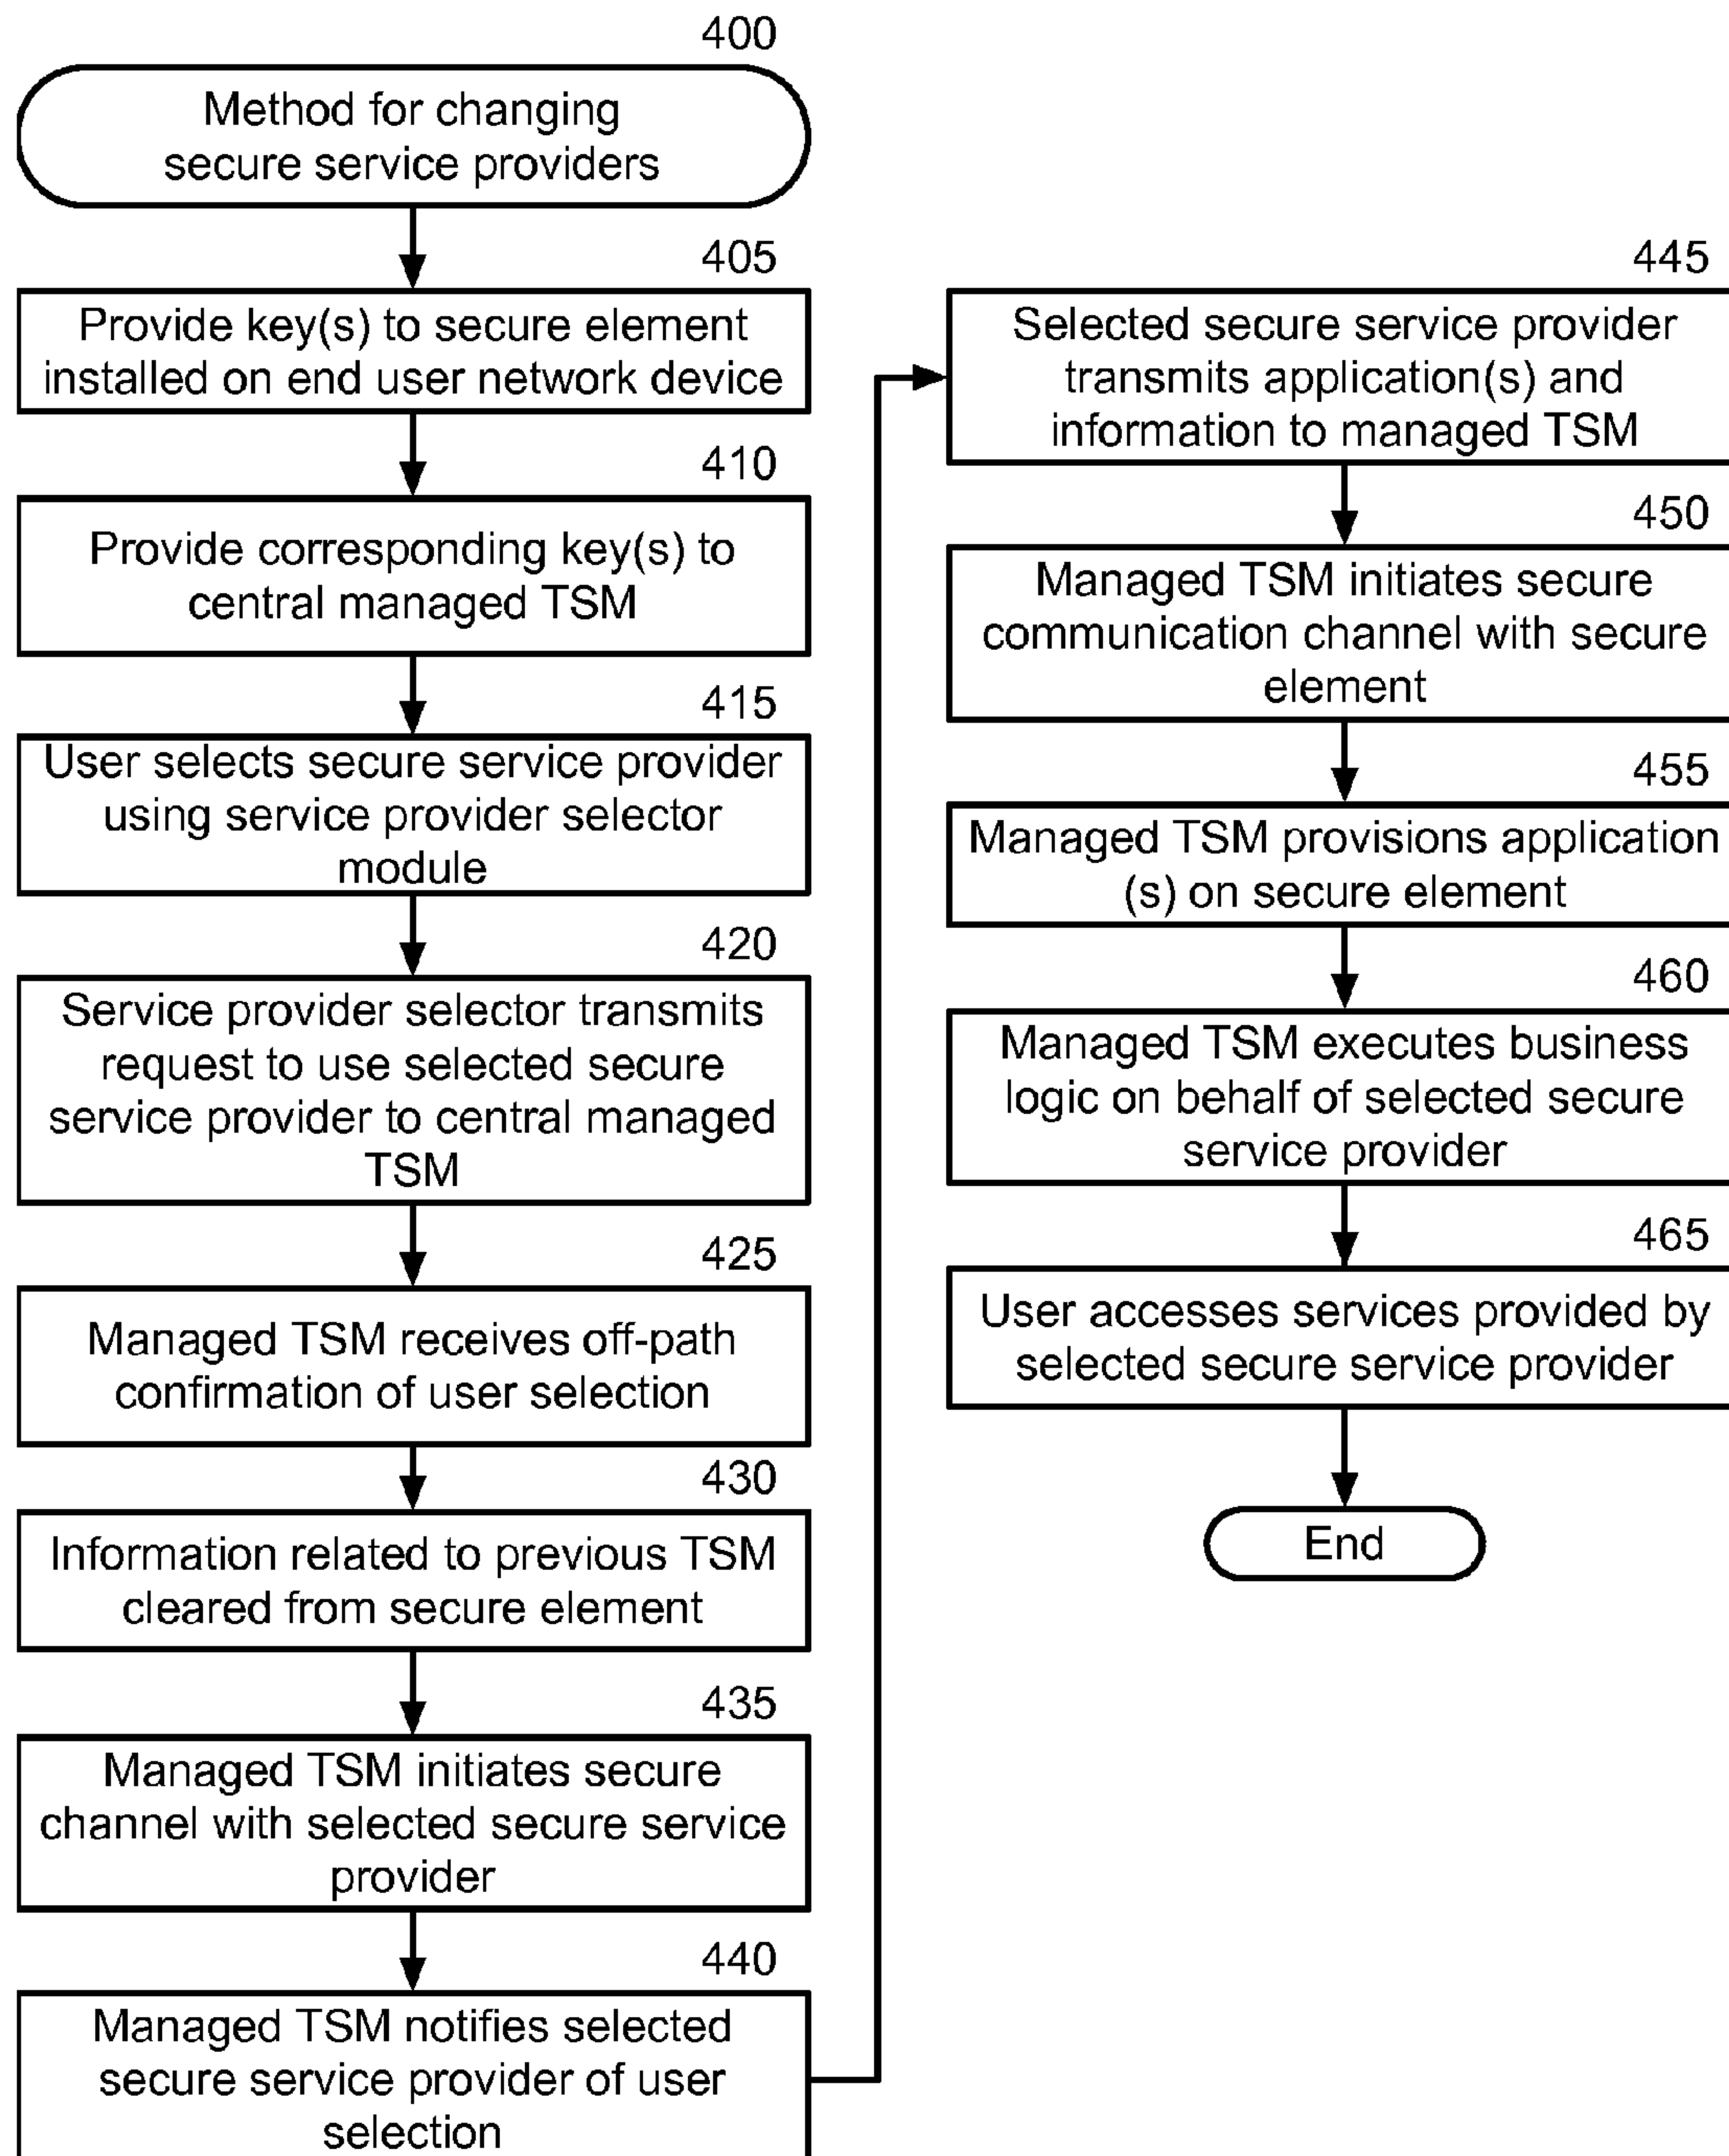 400
Method for changing
secure service providers
405
Provide key(s) to secure element
installed on end user network device
410
Provide corresponding key(s) to
central managed TSM
415
User selects secure service provider
using service provider selector
module
420
Service provider selector transmits
request to use selected secure
service provider to central managed
TSM
425
Managed TSM receives off-path
confirmation of user selection
430
Information related to previous TSM
cleared from secure element
435
Managed TSM initiates secure
channel with selected secure service
provider
440
Managed TSM notifies selected
secure service provider of user
selection
445
Selected secure service provider
transmits application(s) and
information to managed TSM
450
Managed TSM initiates secure
communication channel with secure
element
455
Managed TSM provisions application
(s) on secure element
460
Managed TSM executes business
logic on behalf of selected secure
service provider
465
User accesses services provided by
selected secure service provider
End